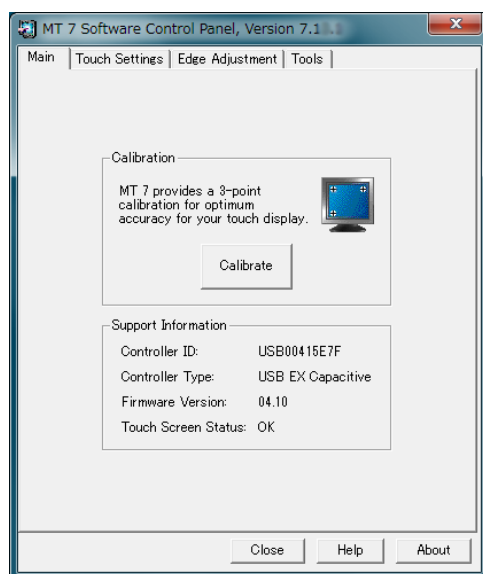 MT 7 Software Control Panel, Version 7.1
Main
Touch Settings
Edge Adjustment
Tools
Calibration
MT 7 provides a 3-point
calibration for optimum
accuracy for your touch display.
Calibrate
Support Information
Controller ID: USB00415E7F
Controller Type: USB EX Capacitive
Firmware Version: 04.10
Touch Screen Status: OK
Close
Help
About